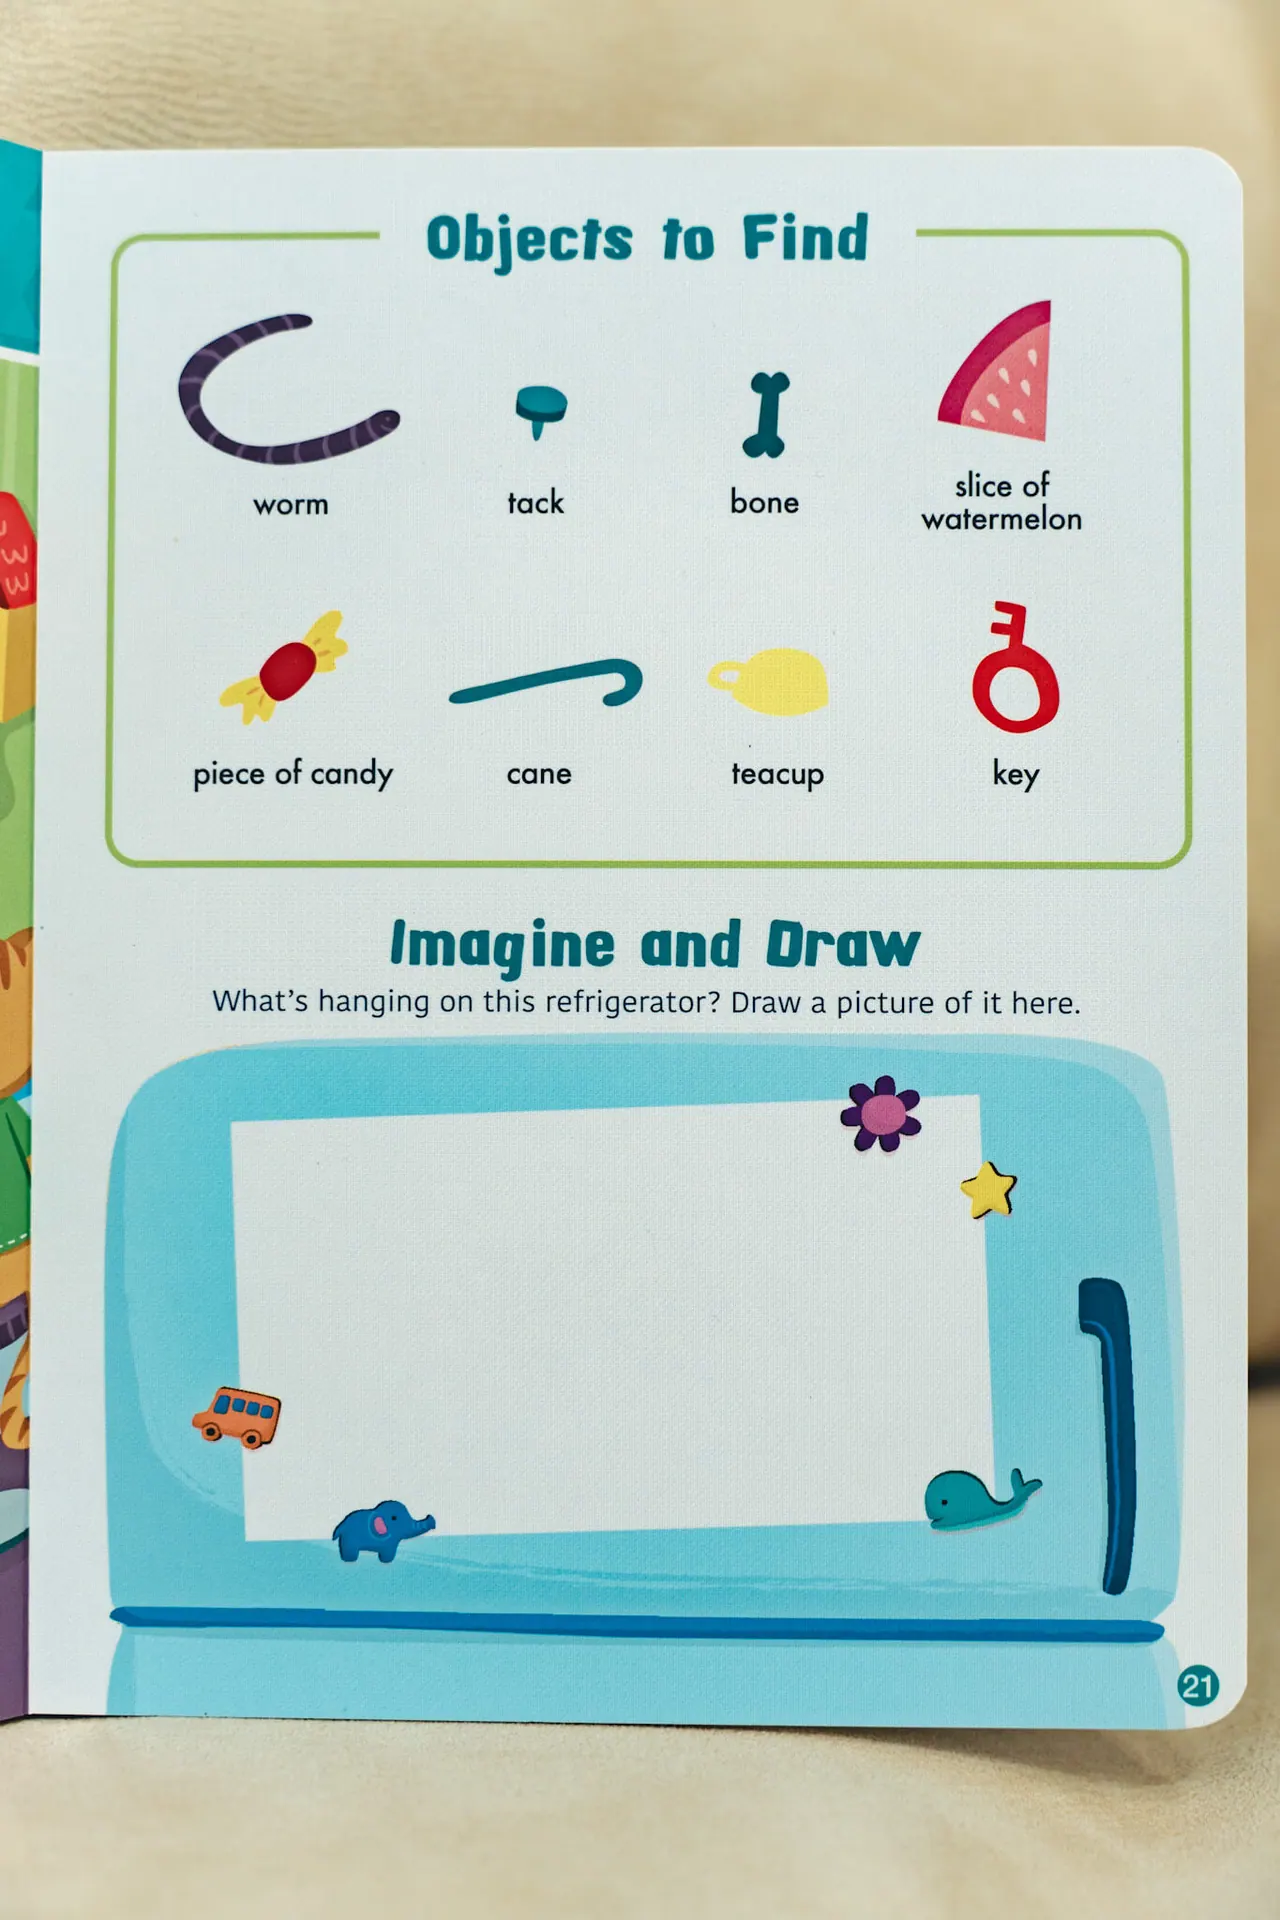 Objects to Find
worm
tack
bone
slice of
watermelon
piece of candy
cane
teacup
key
Imagine and Draw
What's hanging on this refrigerator? Draw a picture of it here.
21